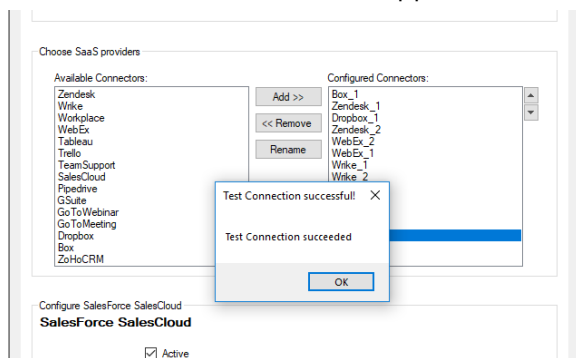 Choose SaaS providers
Available Connectors:
Configured Connectors:
Zendesk
Wrike
Workplace
WebEx
Tableau
Trello
TeamSupport
SalesCloud
Pipedrive
GSuite
GoToWebinar
GoToMeeting
Dropbox
Box
ZoHoCRM
Add >>
<< Remove
Rename
Box_1
Zendesk_1
Dropbox_1
Zendesk_2
WebEx_2
WebEx_1
Wrike_1
Wrike_2
Test Connection successful!
Test Connection succeeded
OK
Configure SalesForce SalesCloud
SalesForce SalesCloud
Active